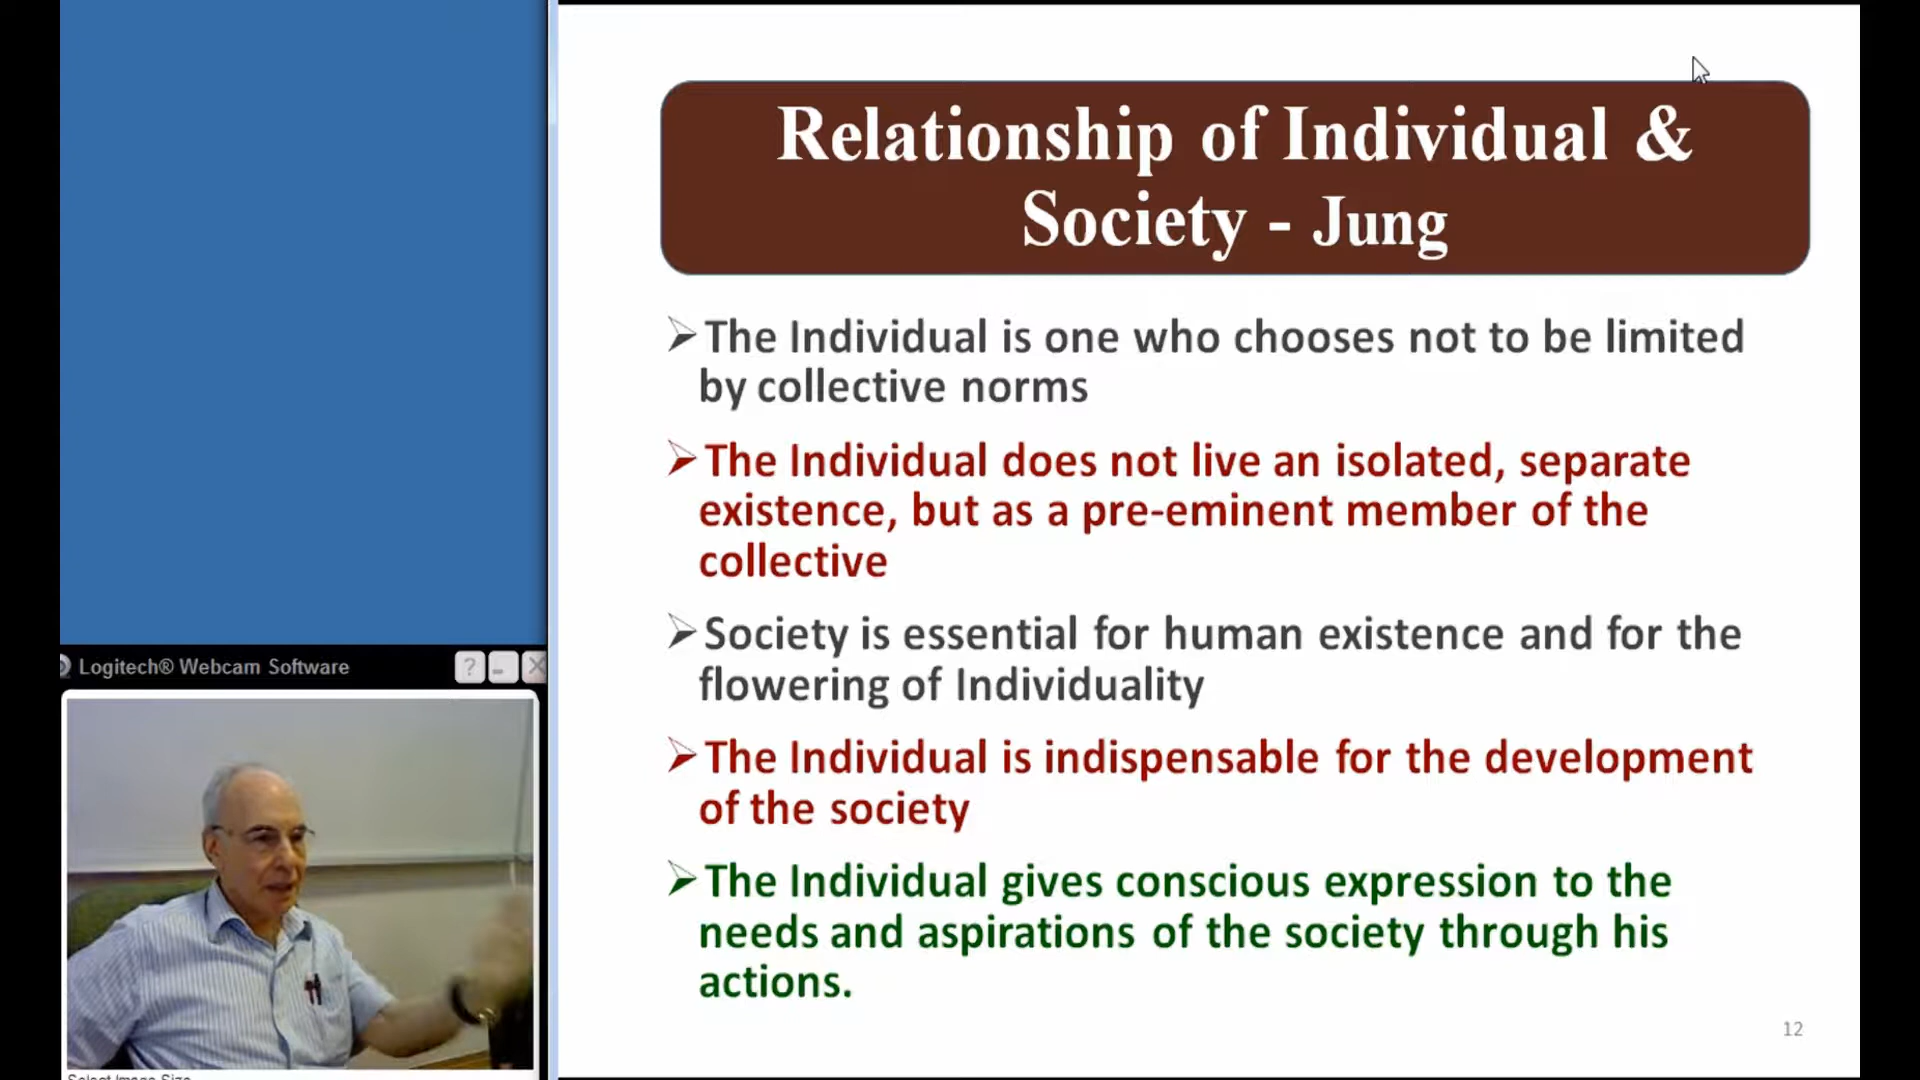 Relationship of Individual &
Society - Jung
➢The Individual is one who chooses not to be limited
by collective norms
➢The Individual does not live an isolated, separate
existence, but as a pre-eminent member of the
collective
➢Society is essential for human existence and for the
flowering of Individuality
➢The Individual is indispensable for the development
of the society
➢The Individual gives conscious expression to the
needs and aspirations of the society through his
actions.
12
Logitech® Webcam Software
Select Image Size